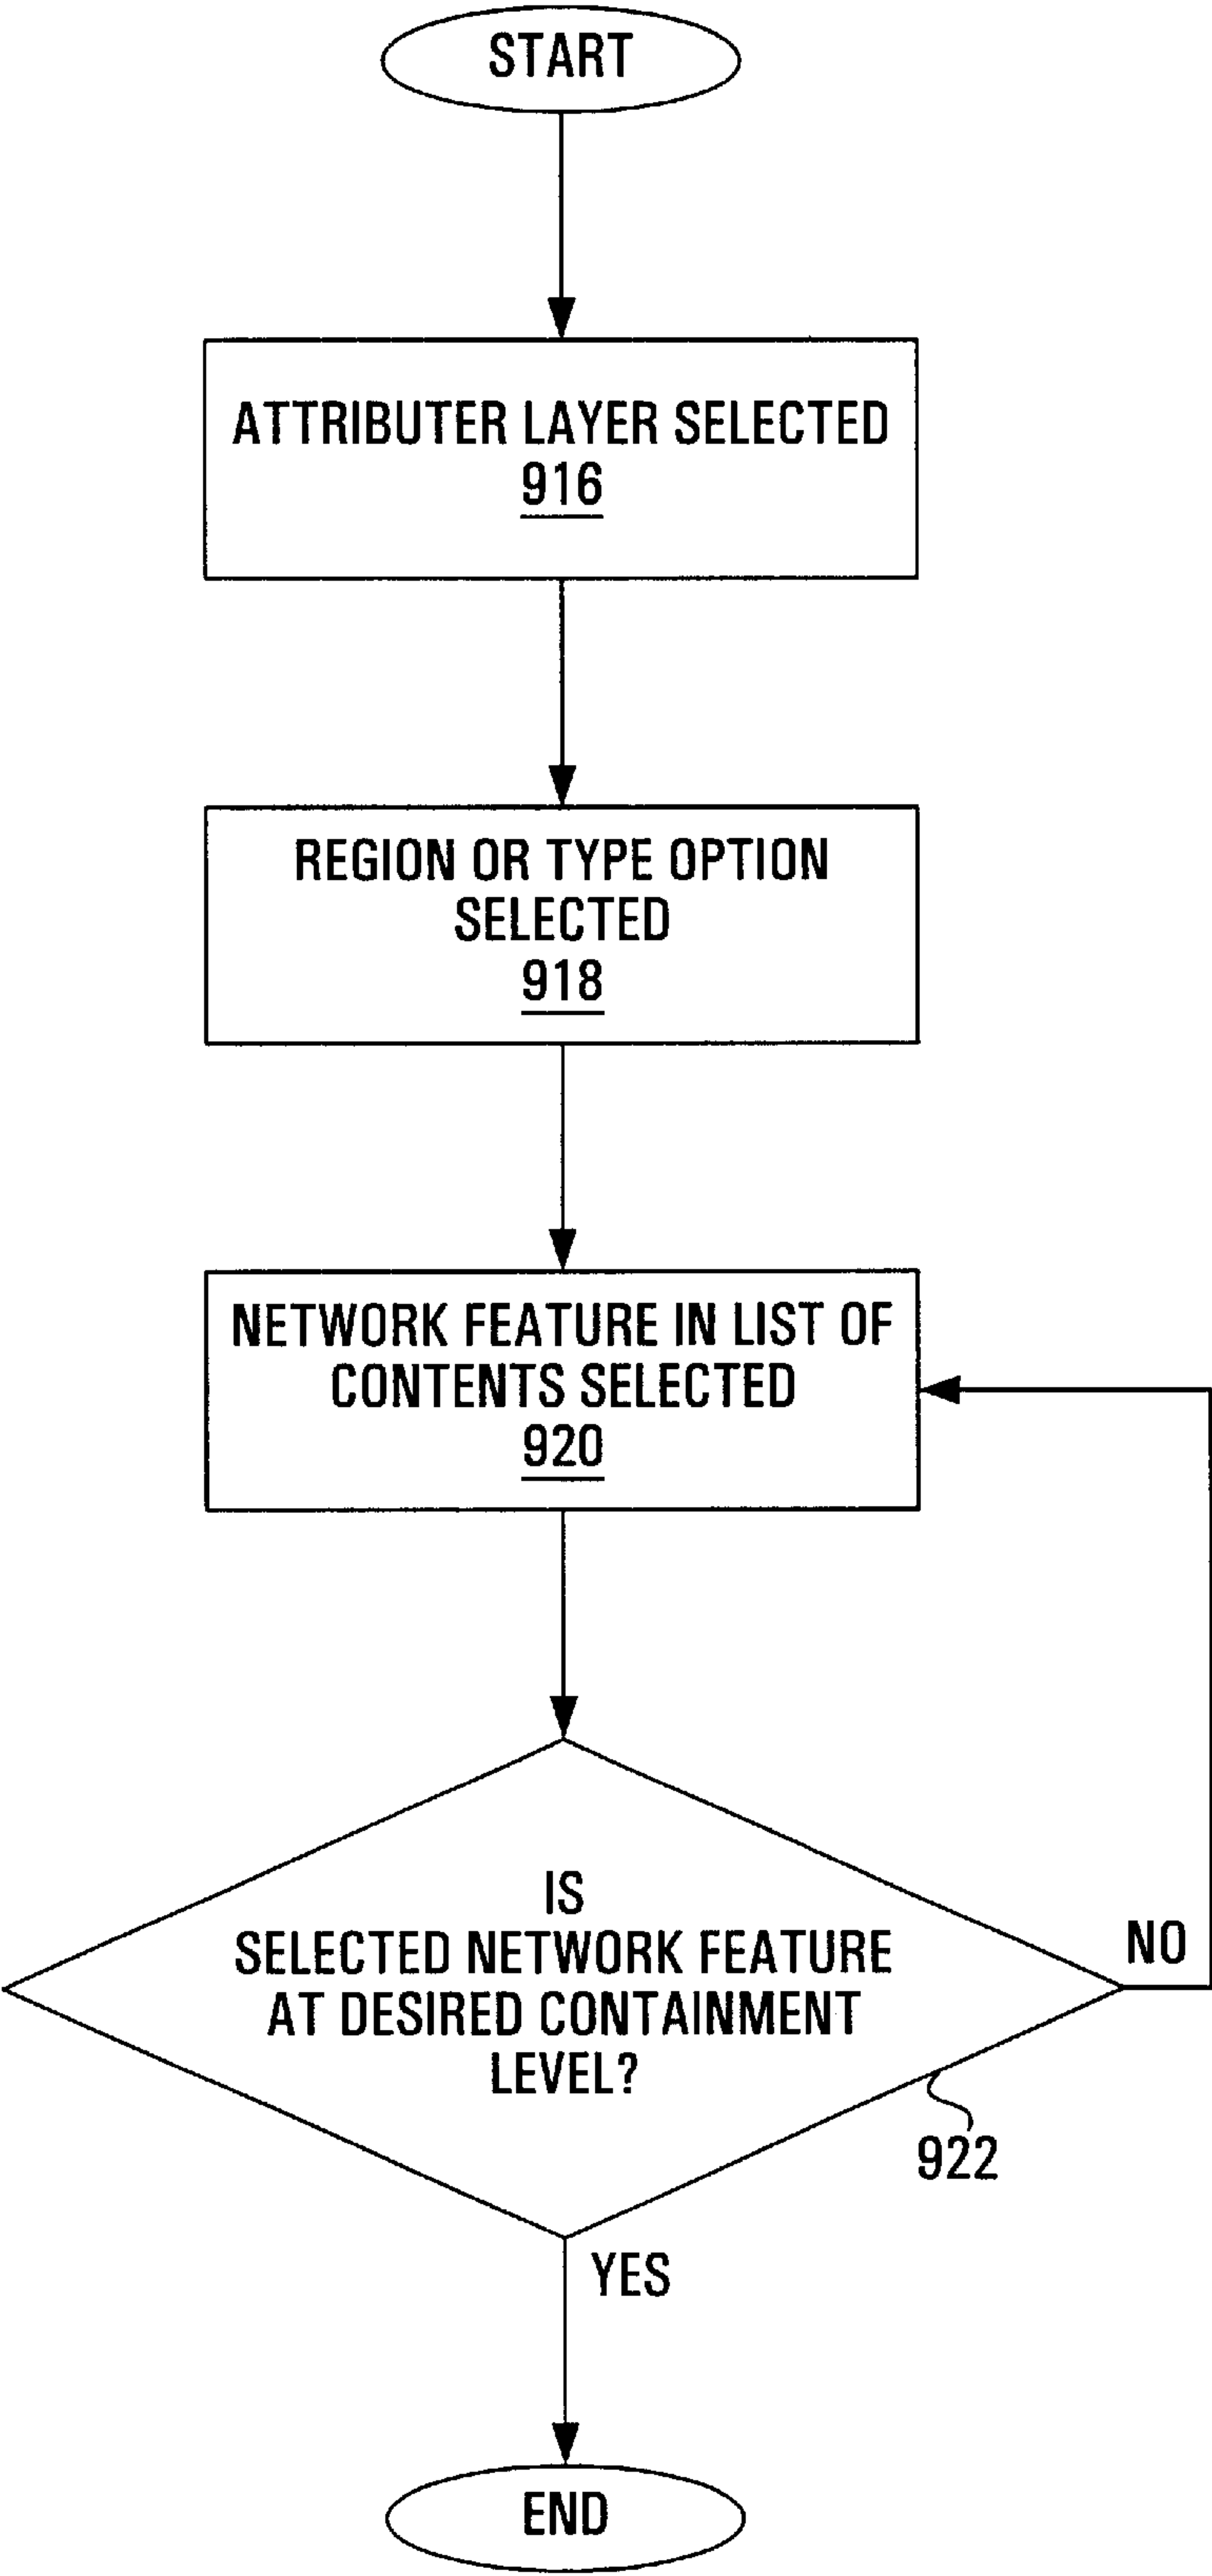 START
ATTRIBUTER LAYER SELECTED
916
REGION OR TYPE OPTION
SELECTED
918
NETWORK FEATURE IN LIST OF
CONTENTS SELECTED
920
IS
SELECTED NETWORK FEATURE
AT DESIRED CONTAINMENT
LEVEL?
NO
922
YES
END